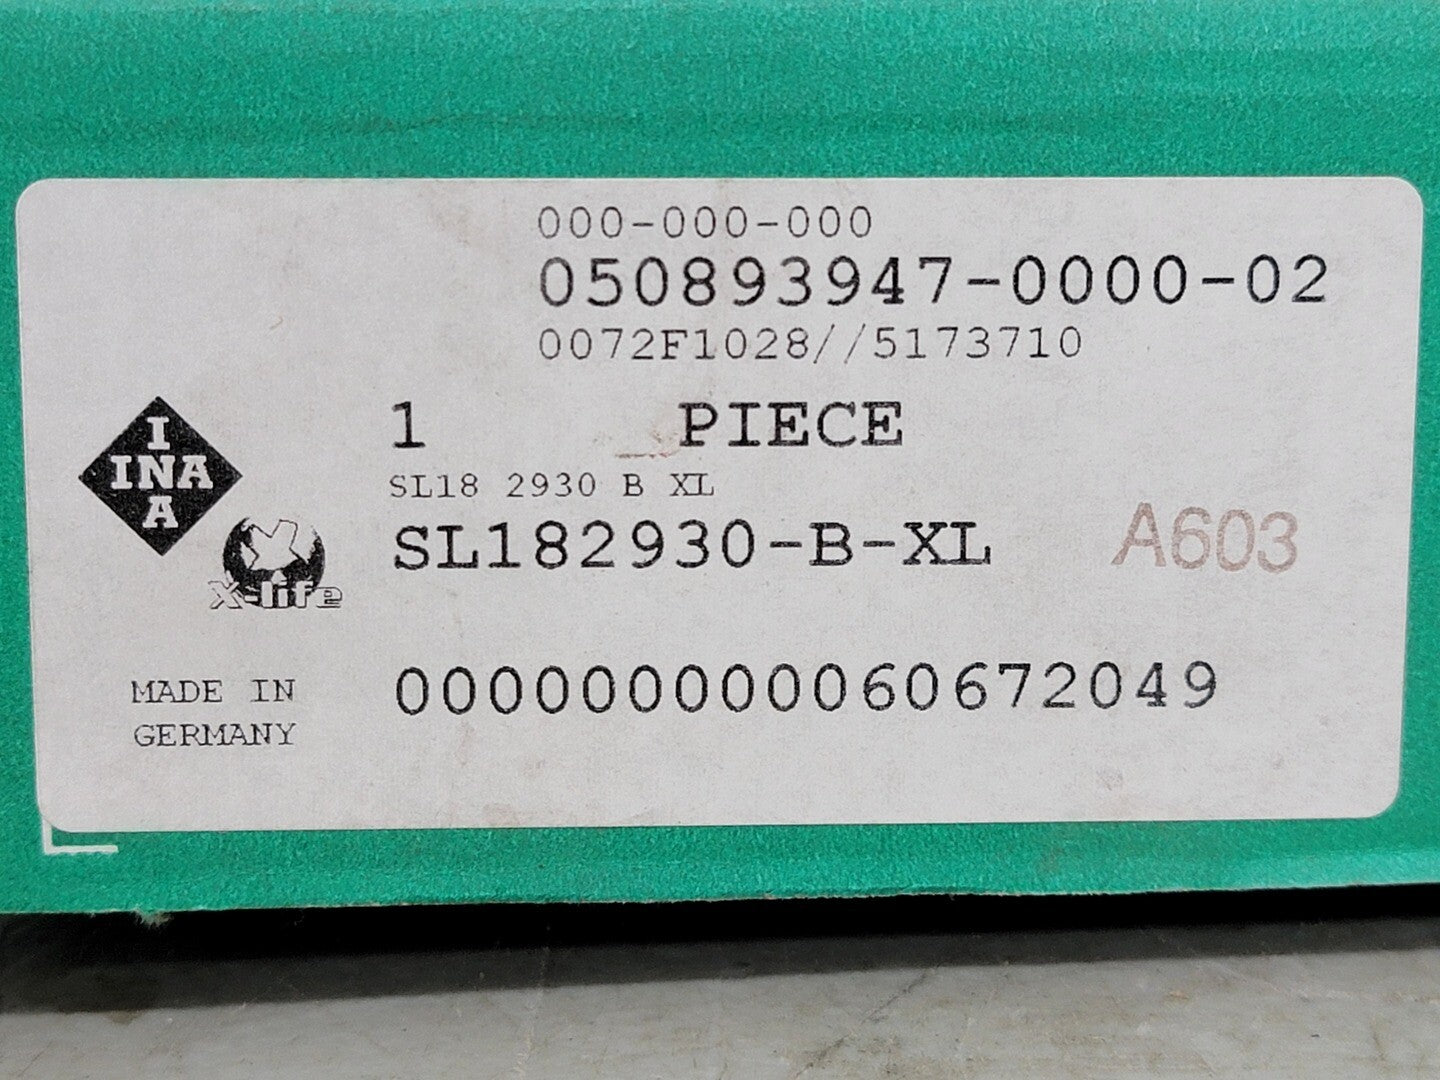 000-000-000
050893947-0000-02
0072F1028//5173710
1 PIECE
SL18 2930 B XL
SL182930-B-XL
A603
I
INA
A
X-life
MADE IN
GERMANY
000000000060672049